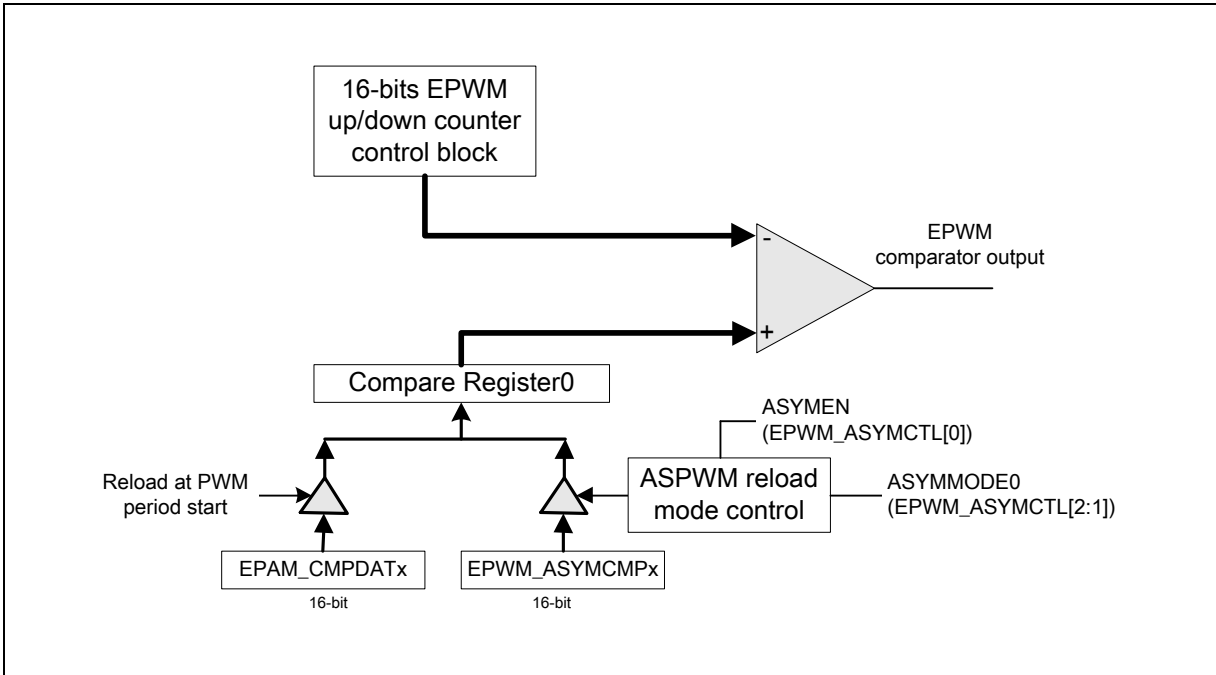 16-bits EPWM
up/down counter
control block
-
EPWM
comparator output
+
Compare Register0
ASYMEN
(EPWM_ASYMCTL[0])
Reload at PWM
period start
ASPWM reload
mode control
ASYMMODE0
(EPWM_ASYMCTL[2:1])
EPAM_CMPDATx
EPWM_ASYMCMPx
16-bit
16-bit